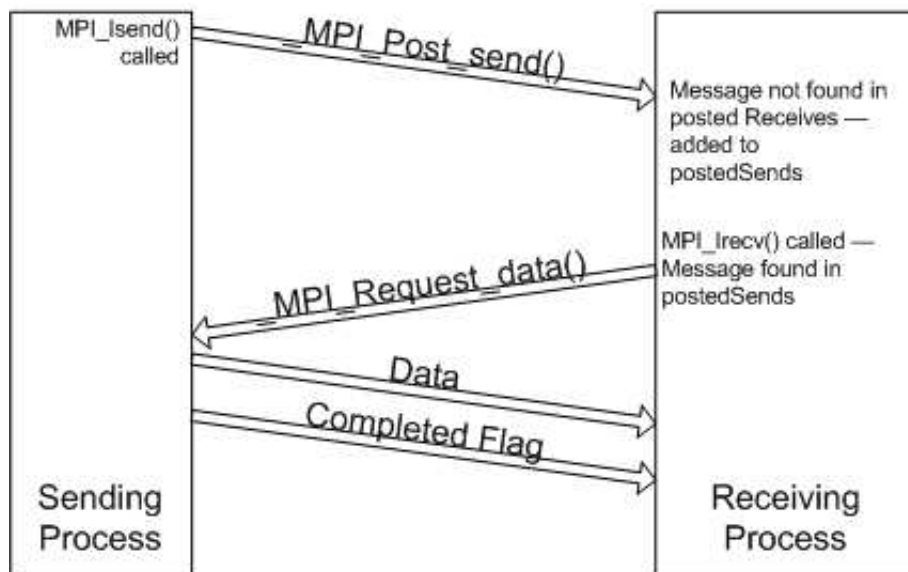 MPI_Isend()
called
_MPI_Post_send()
Message not found in
posted Receives —
added to
postedSends
MPI_Irecv() called —
Message found in
postedSends
_MPI_Request_data()
Data
Completed Flag
Sending
Process
Receiving
Process